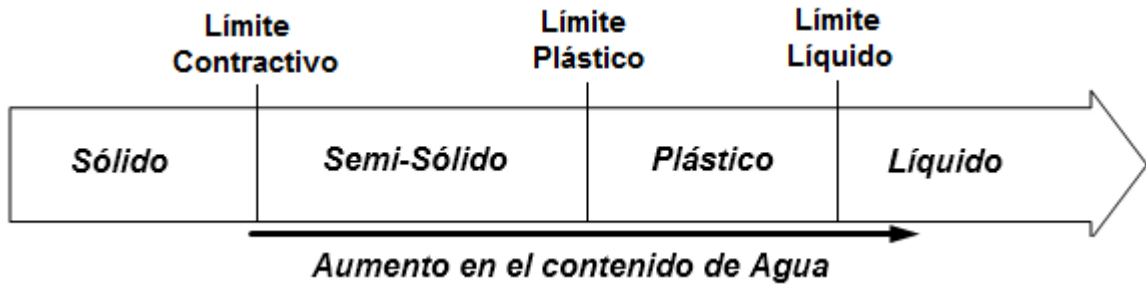 Límite
Contractivo
Límite
Plástico
Límite
Líquido
Sólido
Semi-Sólido
Plástico
Líquido
Aumento en el contenido de Agua